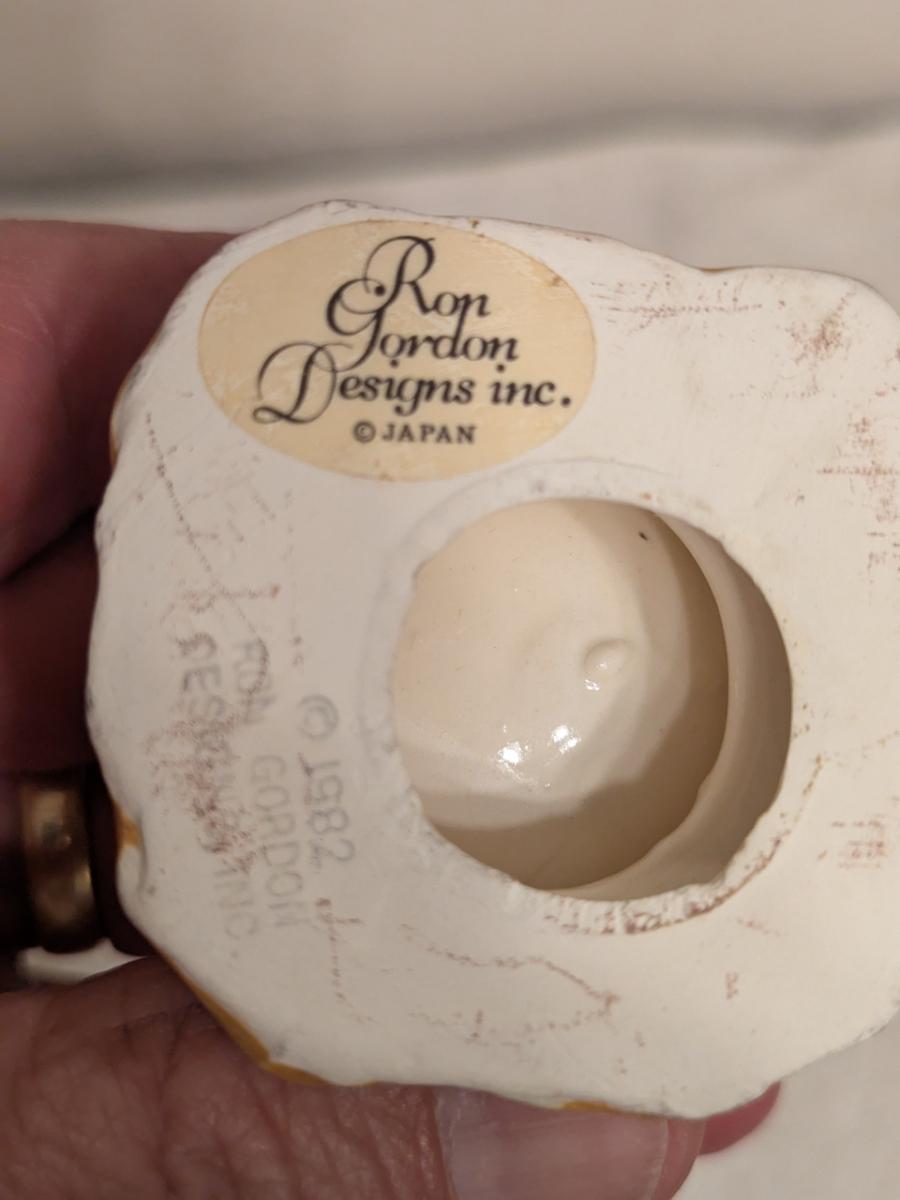 Ron
Gordon
Designs inc.
© JAPAN
© 1982
RON GORDON
DESIGNS INC.